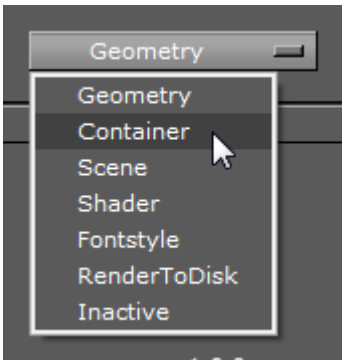 Geometry
Geometry
Container
Scene
Shader
Fontstyle
RenderToDisk
Inactive